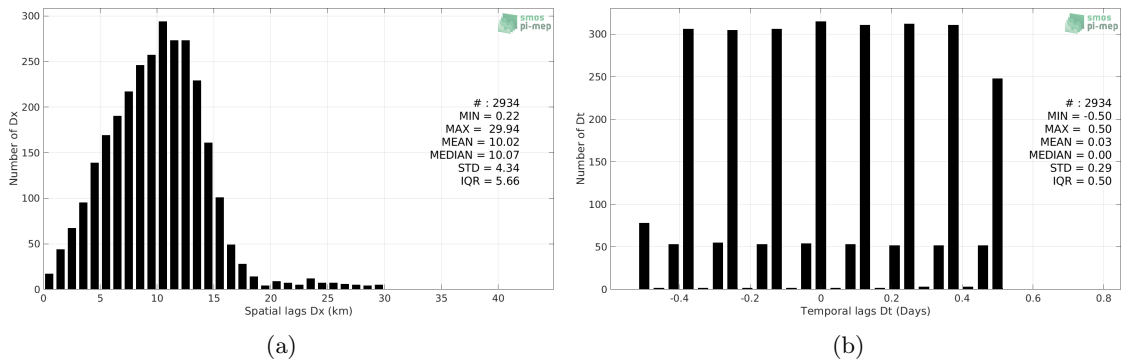 smos
pi-mep
300
250
200
150
100
50
0
Number of Dx
# : 2934
MIN = 0.22
MAX = 29.94
MEAN = 10.02
MEDIAN = 10.07
STD = 4.34
IQR = 5.66
0 5 10 15 20 25 30 35 40
Spatial lags Dx (km)
(a)
smos
pi-mep
300
250
200
150
100
50
0
Number of Dt
# : 2934
MIN = -0.50
MAX = 0.50
MEAN = 0.03
MEDIAN = 0.00
STD = 0.29
IQR = 0.50
-0.4 -0.2 0 0.2 0.4 0.6 0.8
Temporal lags Dt (Days)
(b)